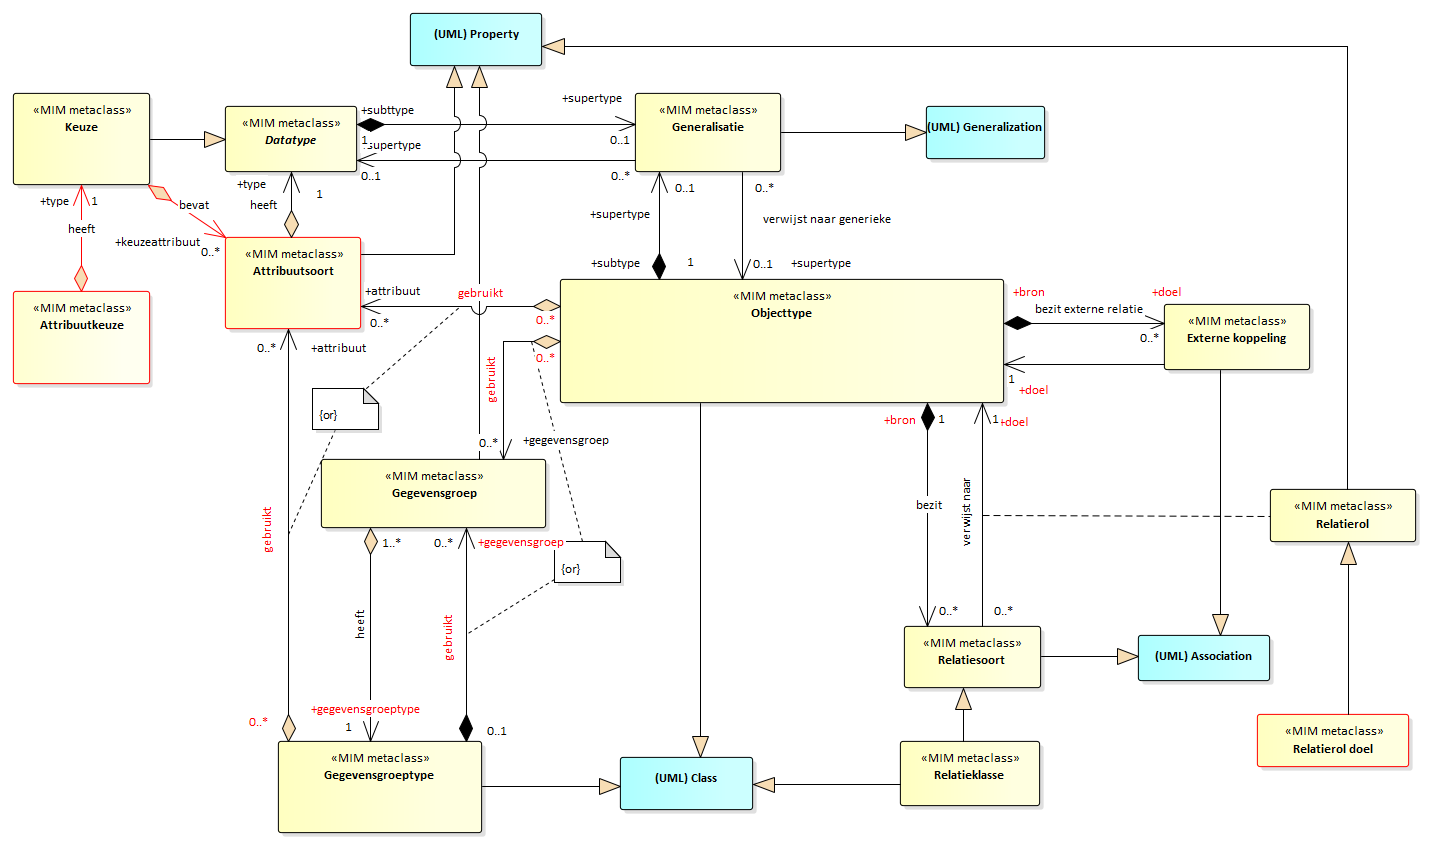 (UML) Property
«MIM metaclass»
Keuze
«MIM metaclass»
Datatype
+subttype
1
+supertype
0..1
supertype
0..1
0..*
«MIM metaclass»
Generalisatie
(UML) Generalization
+type
1
heeft
bevat
+keuzeattribuut
0..*
+type
1
heeft
«MIM metaclass»
Attribuutsoort
«MIM metaclass»
Attribuutkeuze
0..1
+supertype
+subtype
1
0..*
verwijst naar generieke
0..1
+supertype
+attribuut
0..*
gebruikt
0..*
0..*
«MIM metaclass»
Objecttype
+bron
+doel
bezit externe relatie
0..*
«MIM metaclass»
Externe koppeling
1
+doel
0..*
+attribuut
{or}
gebruikt
0..*
+gegevensgroep
+bron
1
1
+doel
«MIM metaclass»
Gegevensgroep
bezit
verwijst naar
«MIM metaclass»
Relatierol
gebruikt
1..*
0..*
+gegevensgroep
{or}
heeft
gebruikt
0..*
0..*
«MIM metaclass»
Relatiesoort
(UML) Association
0..*
+gegevensgroeptype
1
0..1
«MIM metaclass»
Gegevensgroeptype
(UML) Class
«MIM metaclass»
Relatieklasse
«MIM metaclass»
Relatierol doel